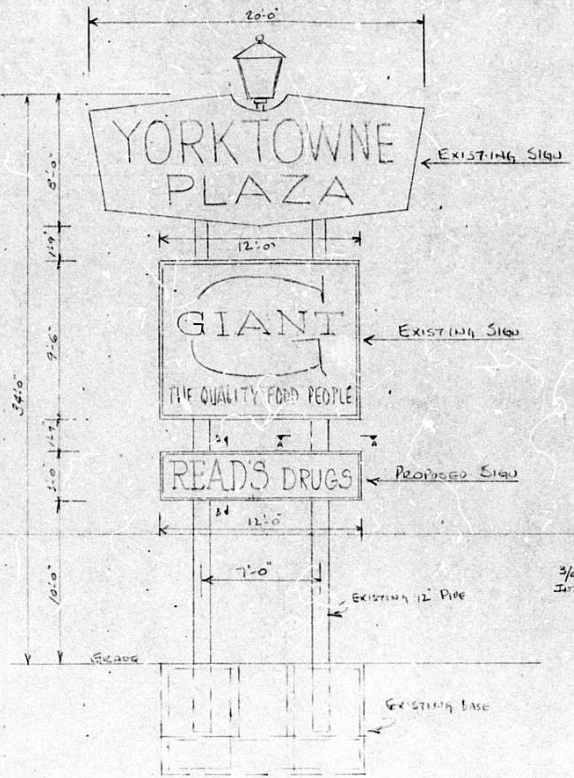 20'-0"
YORKTOWNE
PLAZA
EXISTING SIGN
8'-0"
1'-9"
12'-0"
GIANT
THE QUALITY FOOD PEOPLE
EXISTING SIGN
9'-6"
34'-0"
1'-9"
A A
READ'S DRUGS
PROPOSED SIGN
3'-0"
12'-0"
7'-0"
10'-0"
EXISTING 12" PIPE
GRADE
EXISTING BASE